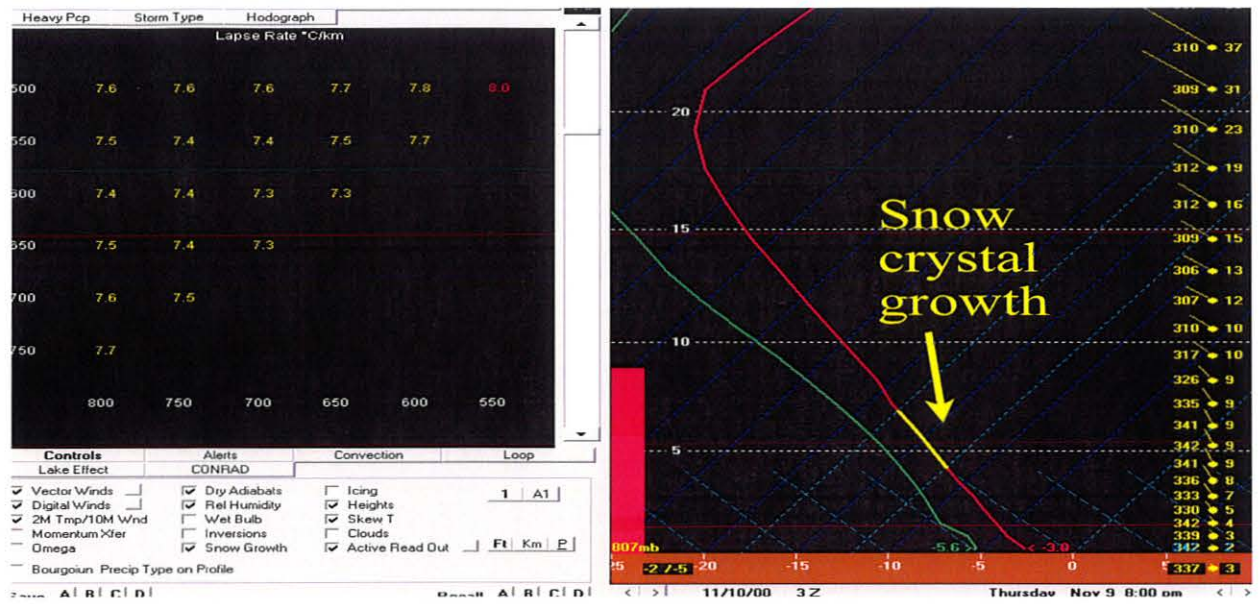 Heavy Pcp Storm Type Hodograph
Lapse Rate °C/km
500 7.6 7.6 7.6 7.7 7.8 8.0
550 7.5 7.4 7.4 7.5 7.7
600 7.4 7.4 7.3 7.3
650 7.5 7.4 7.3
700 7.6 7.5
750 7.7
800 750 700 650 600 550
Controls Alerts Convection Loop
Lake Effect CONRAD
Vector Winds Dry Adiabats Icing 1 A1
Digital Winds Rel Humidity Heights
2M Tmp/10M Wnd Wet Bulb Skew T
Momentum Xfer Inversions Clouds
Omega Snow Growth Active Read Out Ft Km P
Bourgoiun Precip Type on Profile
A B C D Recall A B C D
310 37
309 31
20
310 23
312 19
312 16
Snow
crystal
growth
15
309 15
306 13
307 12
310 10
10
317 10
326 9
335 9
341 9
342 9
5
341 9
336 8
333 7
330 5
342 4
339 3
807mb -5.6 > < -3.0 342 2
25 -2 / -5 -20 -15 -10 -5 0 337 3
< > 11/10/00 3 Z Thursday Nov 9 8:00 pm < >